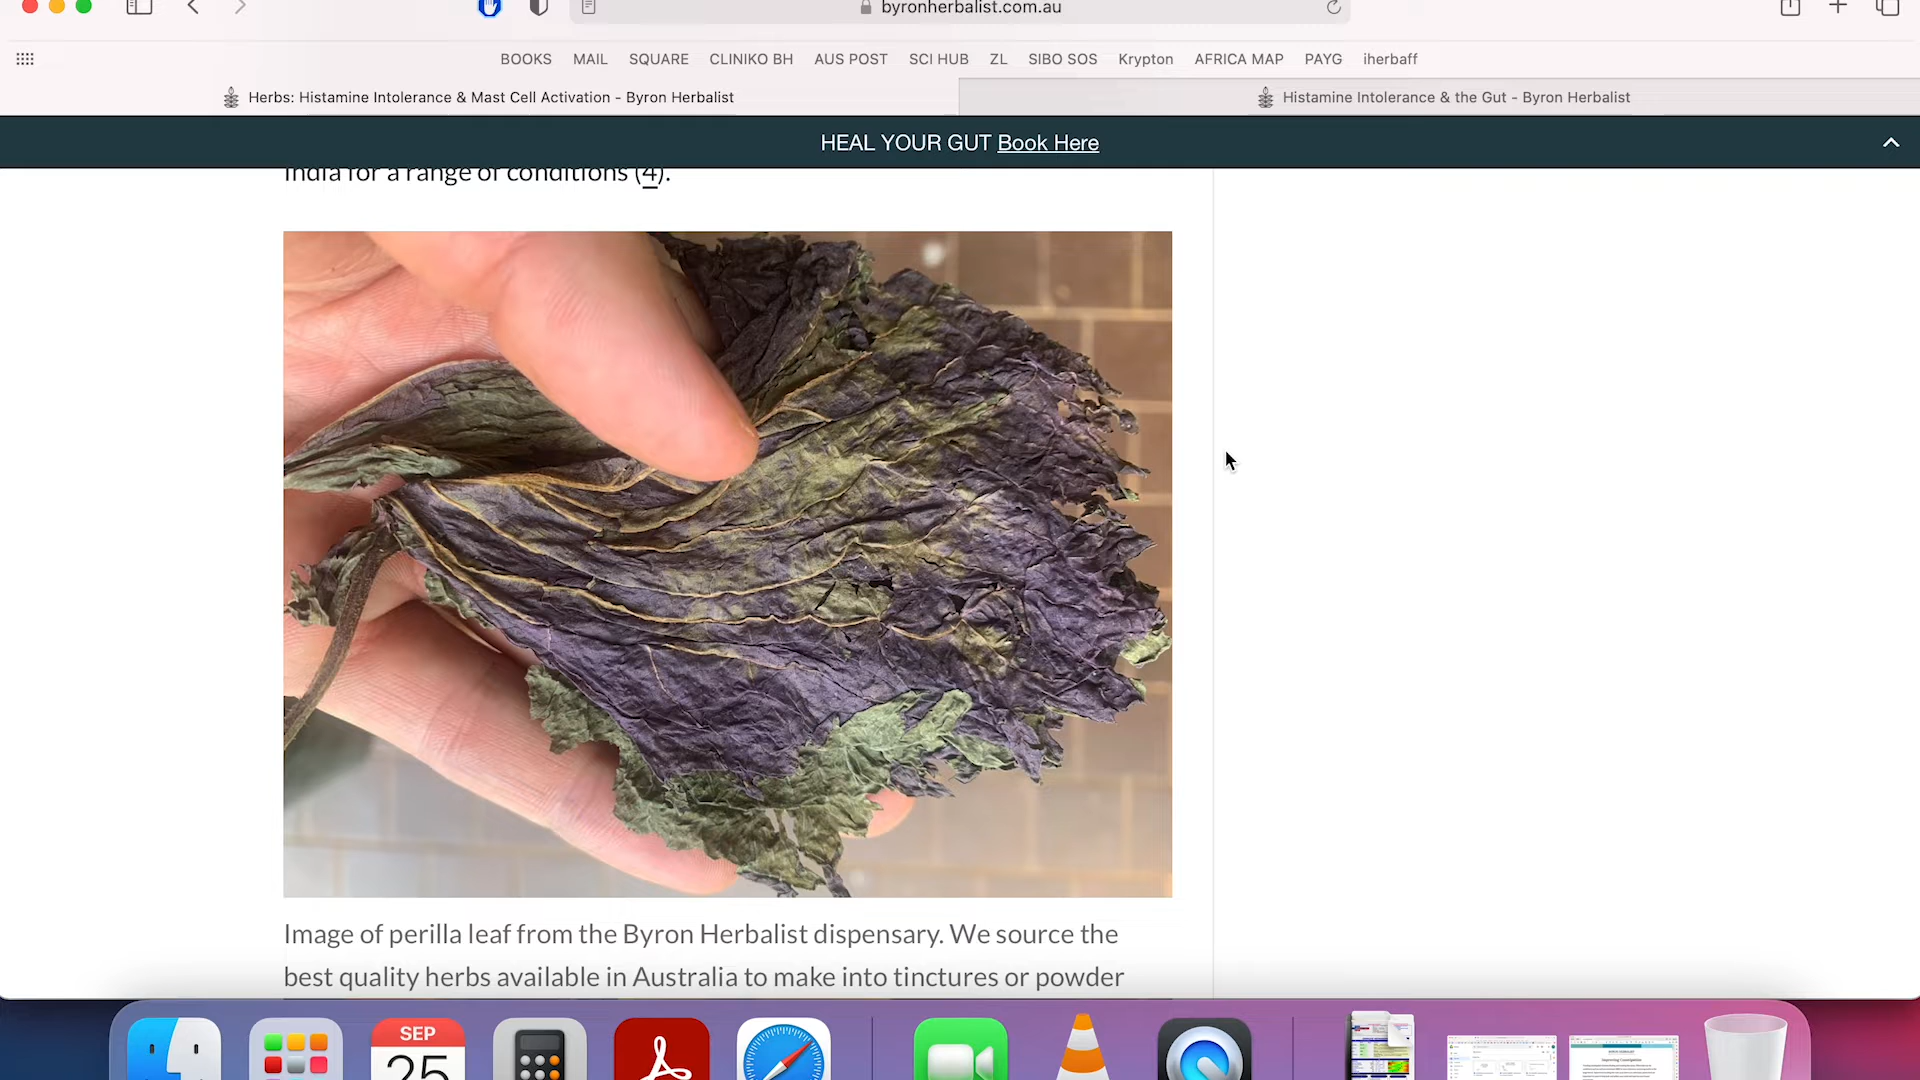 byronherbalist.com.au
BOOKS MAIL SQUARE CLINIKO BH AUS POST SCI HUB ZL SIBO SOS Krypton AFRICA MAP PAYG iherbaff
Herbs: Histamine Intolerance & Mast Cell Activation - Byron Herbalist
Histamine Intolerance & the Gut - Byron Herbalist
HEAL YOUR GUT Book Here
India for a range of conditions (4).
Image of perilla leaf from the Byron Herbalist dispensary. We source the
best quality herbs available in Australia to make into tinctures or powder
SEP
25